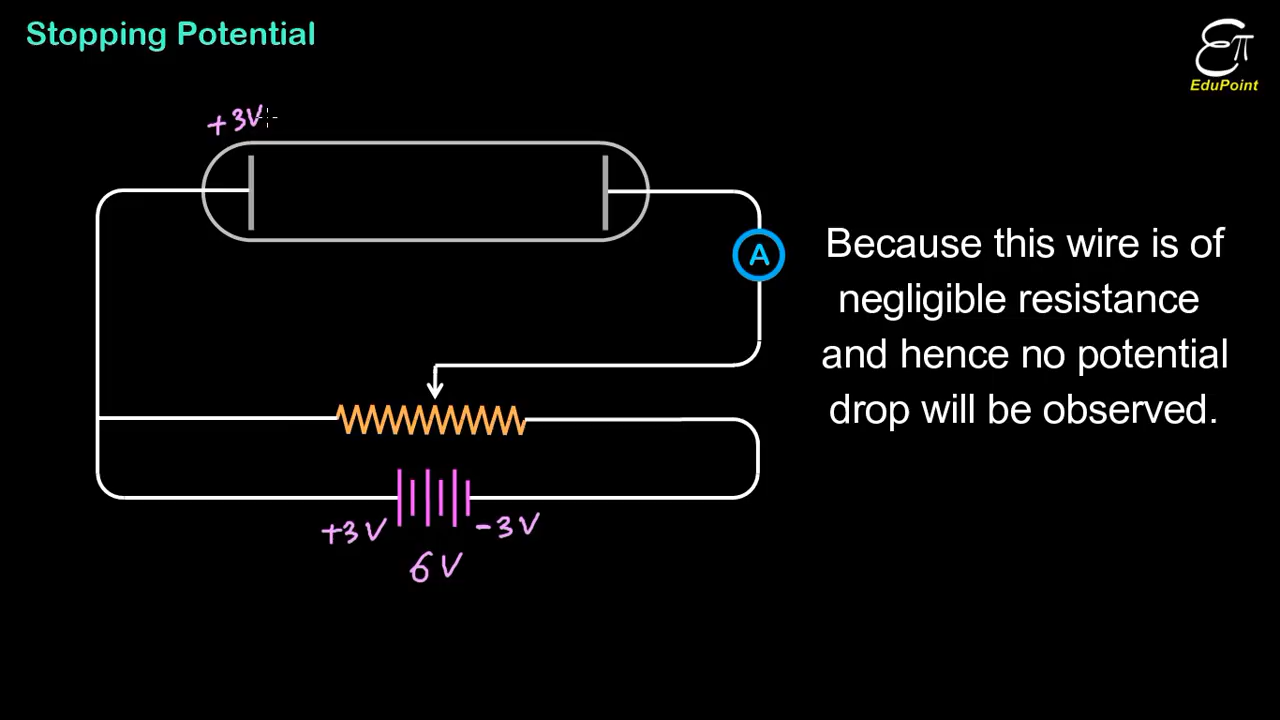 Stopping Potential
επ
EduPoint
+3V
A
Because this wire is of
negligible resistance
and hence no potential
drop will be observed.
+3V
-3V
6V